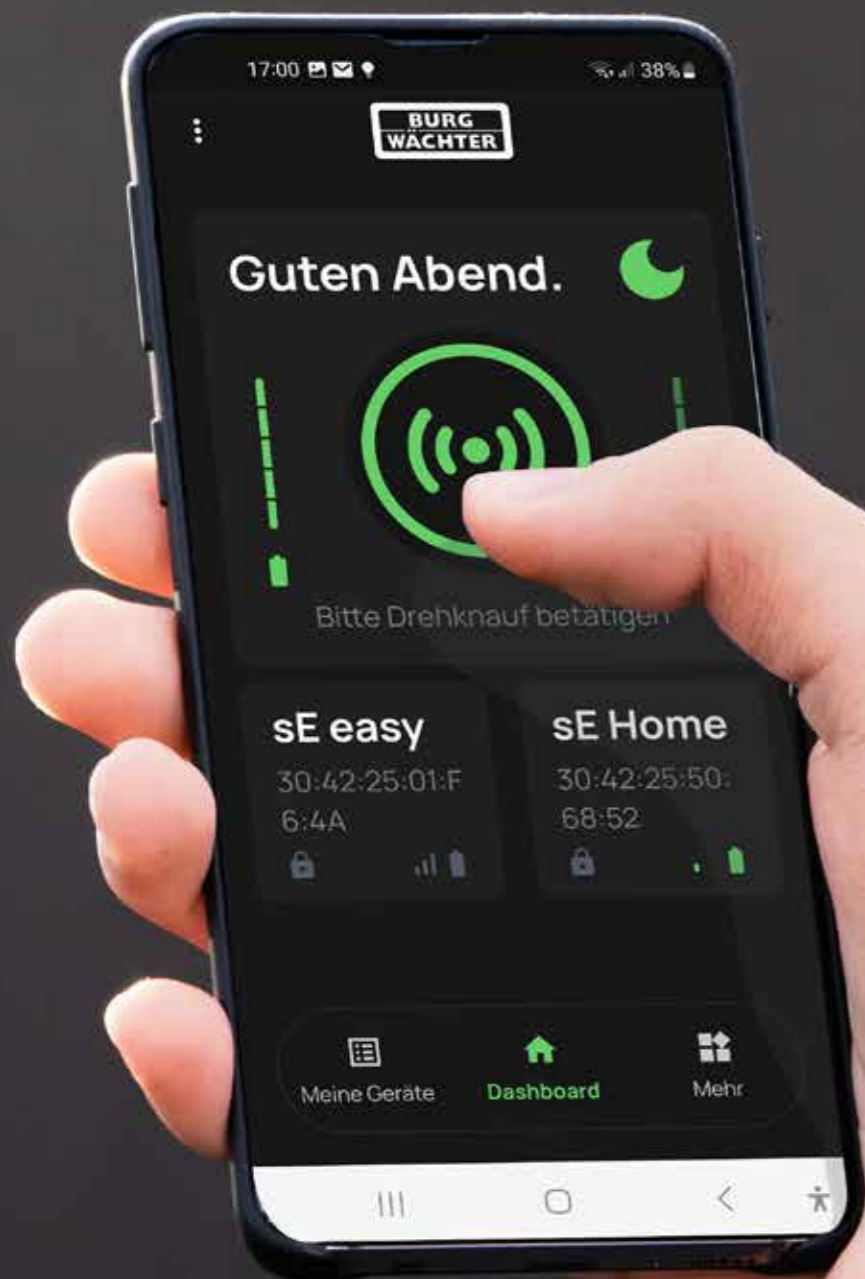 17:00
38%
BURG
WÄCHTER
Guten Abend.
Bitte Drehknauf betätigen
sE easy
30:42:25:01:F
6:4A
sE Home
30:42:25:50:
68:52
Meine Geräte
Dashboard
Mehr